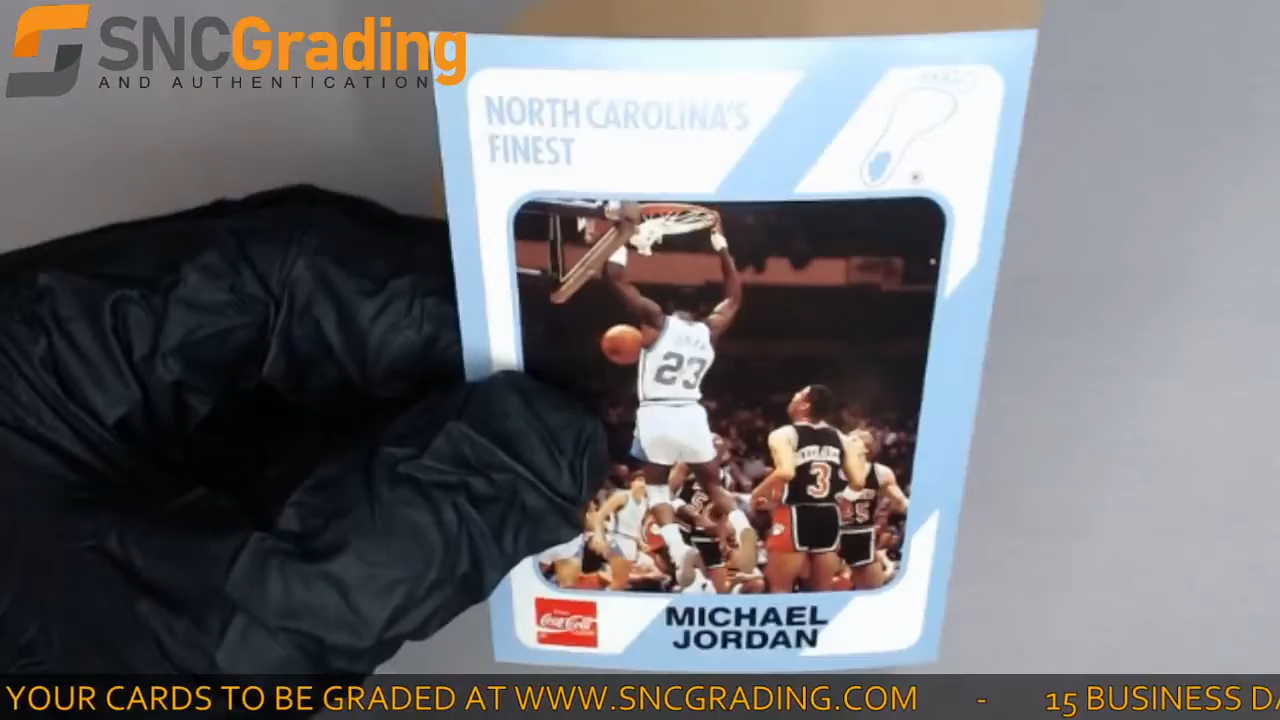 SNCGrading
AND AUTHENTICATION
NORTH CAROLINA'S
FINEST
23
3
Coca-Cola
MICHAEL
JORDAN
YOUR CARDS TO BE GRADED AT WWW.SNCGRADING.COM - 15 BUSINESS DA